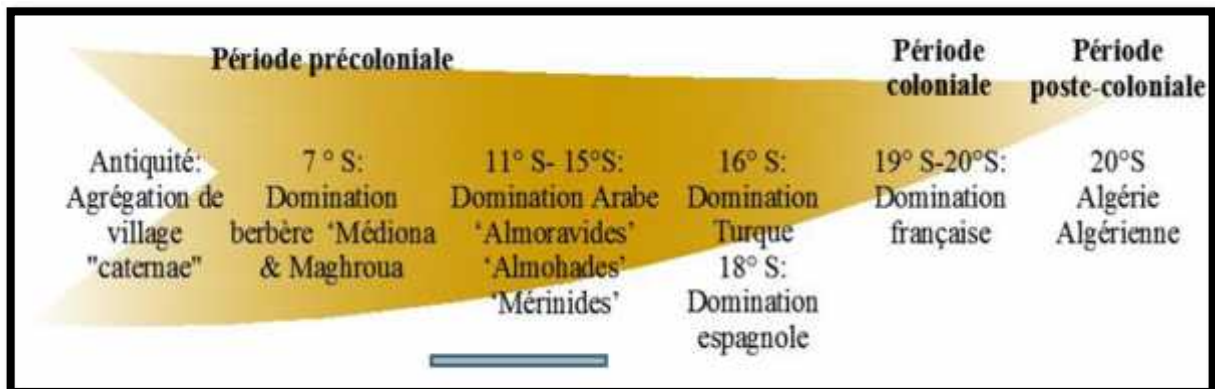 Période précoloniale
Période
coloniale
Période
poste-coloniale
Antiquité:
Agrégation de
village
"caternae"
7 ° S:
Domination
berbère ‘Médiona
& Maghroua
11° S- 15°S:
Domination Arabe
‘Almoravides’
‘Almohades’
‘Mérinides’
16° S:
Domination
Turque
18° S:
Domination
espagnole
19° S-20°S:
Domination
française
20°S
Algérie
Algérienne